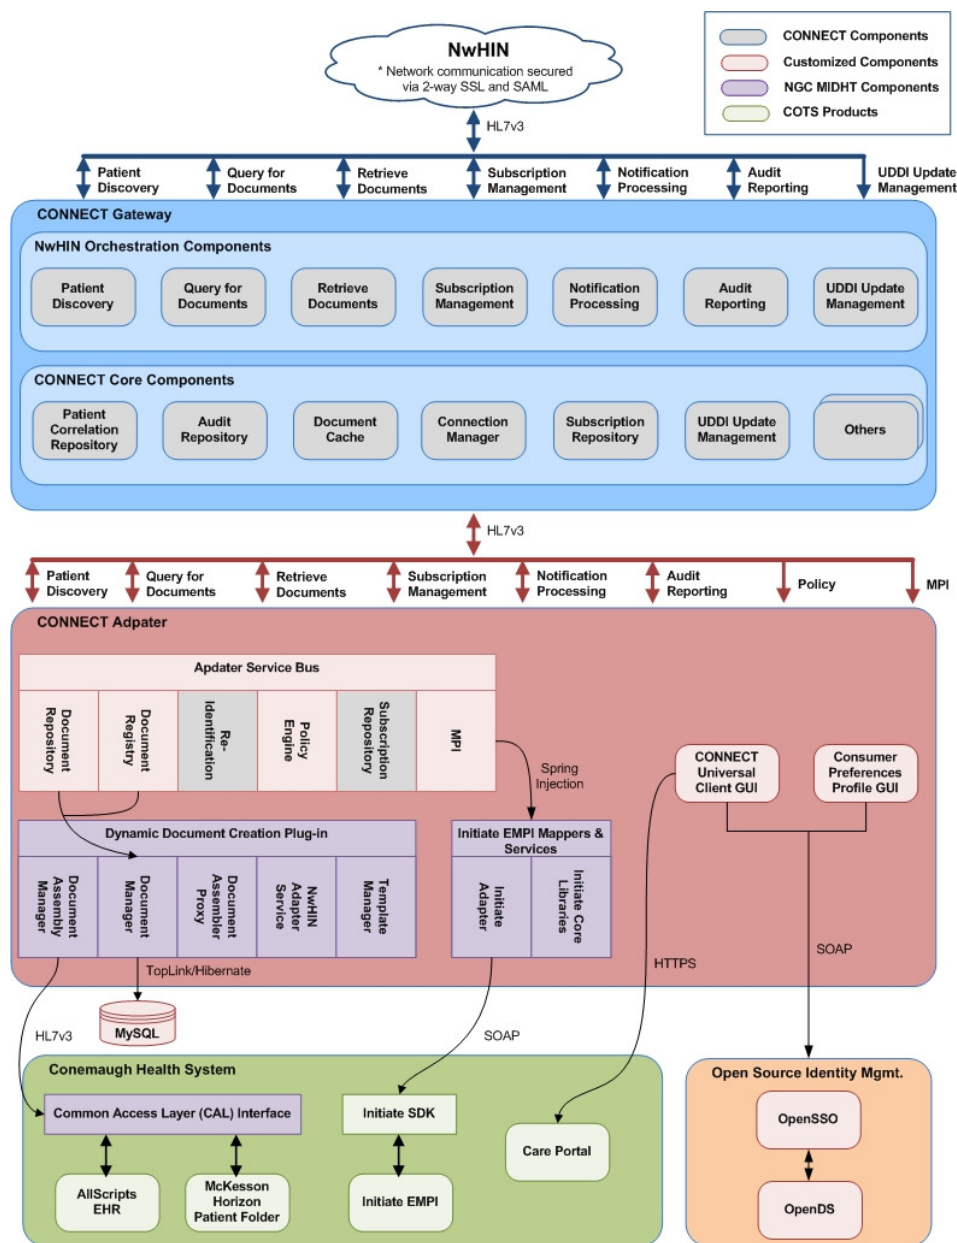 NwHIN
* Network communication secured
via 2-way SSL and SAML
CONNECT Components
Customized Components
NGC MIDHT Components
COTS Products
HL7v3
Patient
Discovery
Query for
Documents
Retrieve
Documents
Subscription
Management
Notification
Processing
Audit
Reporting
UDDI Update
Management
CONNECT Gateway
NwHIN Orchestration Components
Patient
Discovery
Query for
Documents
Retrieve
Documents
Subscription
Management
Notification
Processing
Audit
Reporting
UDDI Update
Management
CONNECT Core Components
Patient
Correlation
Repository
Audit
Repository
Document
Cache
Connection
Manager
Subscription
Repository
UDDI Update
Management
Others
HL7v3
Patient
Discovery
Query for
Documents
Retrieve
Documents
Subscription
Management
Notification
Processing
Audit
Reporting
Policy
MPI
CONNECT Adpater
Apdater Service Bus
Document
Repository
Document
Registry
Re-
Identification
Policy
Engine
Subscription
Repository
MPI
Spring
Injection
CONNECT
Universal
Client GUI
Consumer
Preferences
Profile GUI
Dynamic Document Creation Plug-in
Document
Assembly
Manager
Document
Manager
Document
Assembler
Proxy
NwHIN
Adapter
Service
Template
Manager
Initiate EMPI Mappers &
Services
Initiate
Adapter
Initiate Core
Libraries
TopLink/Hibernate
HTTPS
SOAP
MySQL
HL7v3
SOAP
Conemaugh Health System
Common Access Layer (CAL) Interface
AllScripts
EHR
McKesson
Horizon
Patient Folder
Initiate SDK
Initiate EMPI
Care Portal
Open Source Identity Mgmt.
OpenSSO
OpenDS